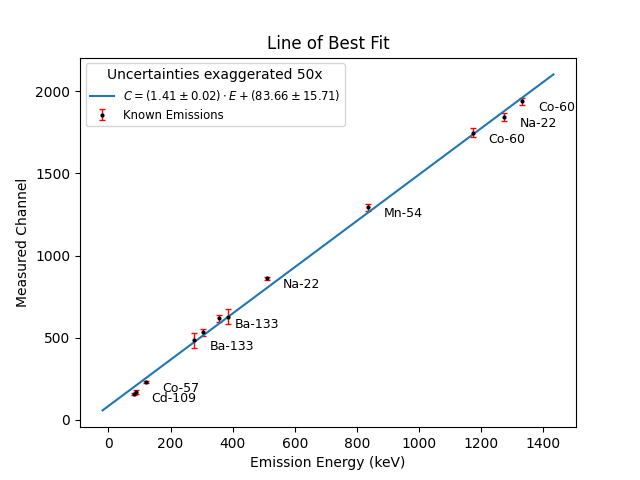 Line of Best Fit
Uncertainties exaggerated 50x
C = (1.41 ± 0.02) · E + (83.66 ± 15.71)
Known Emissions
2000
1500
1000
500
0
Measured Channel
Co-60
Na-22
Co-60
Mn-54
Na-22
Ba-133
Ba-133
Co-57
Cd-109
0 200 400 600 800 1000 1200 1400
Emission Energy (keV)